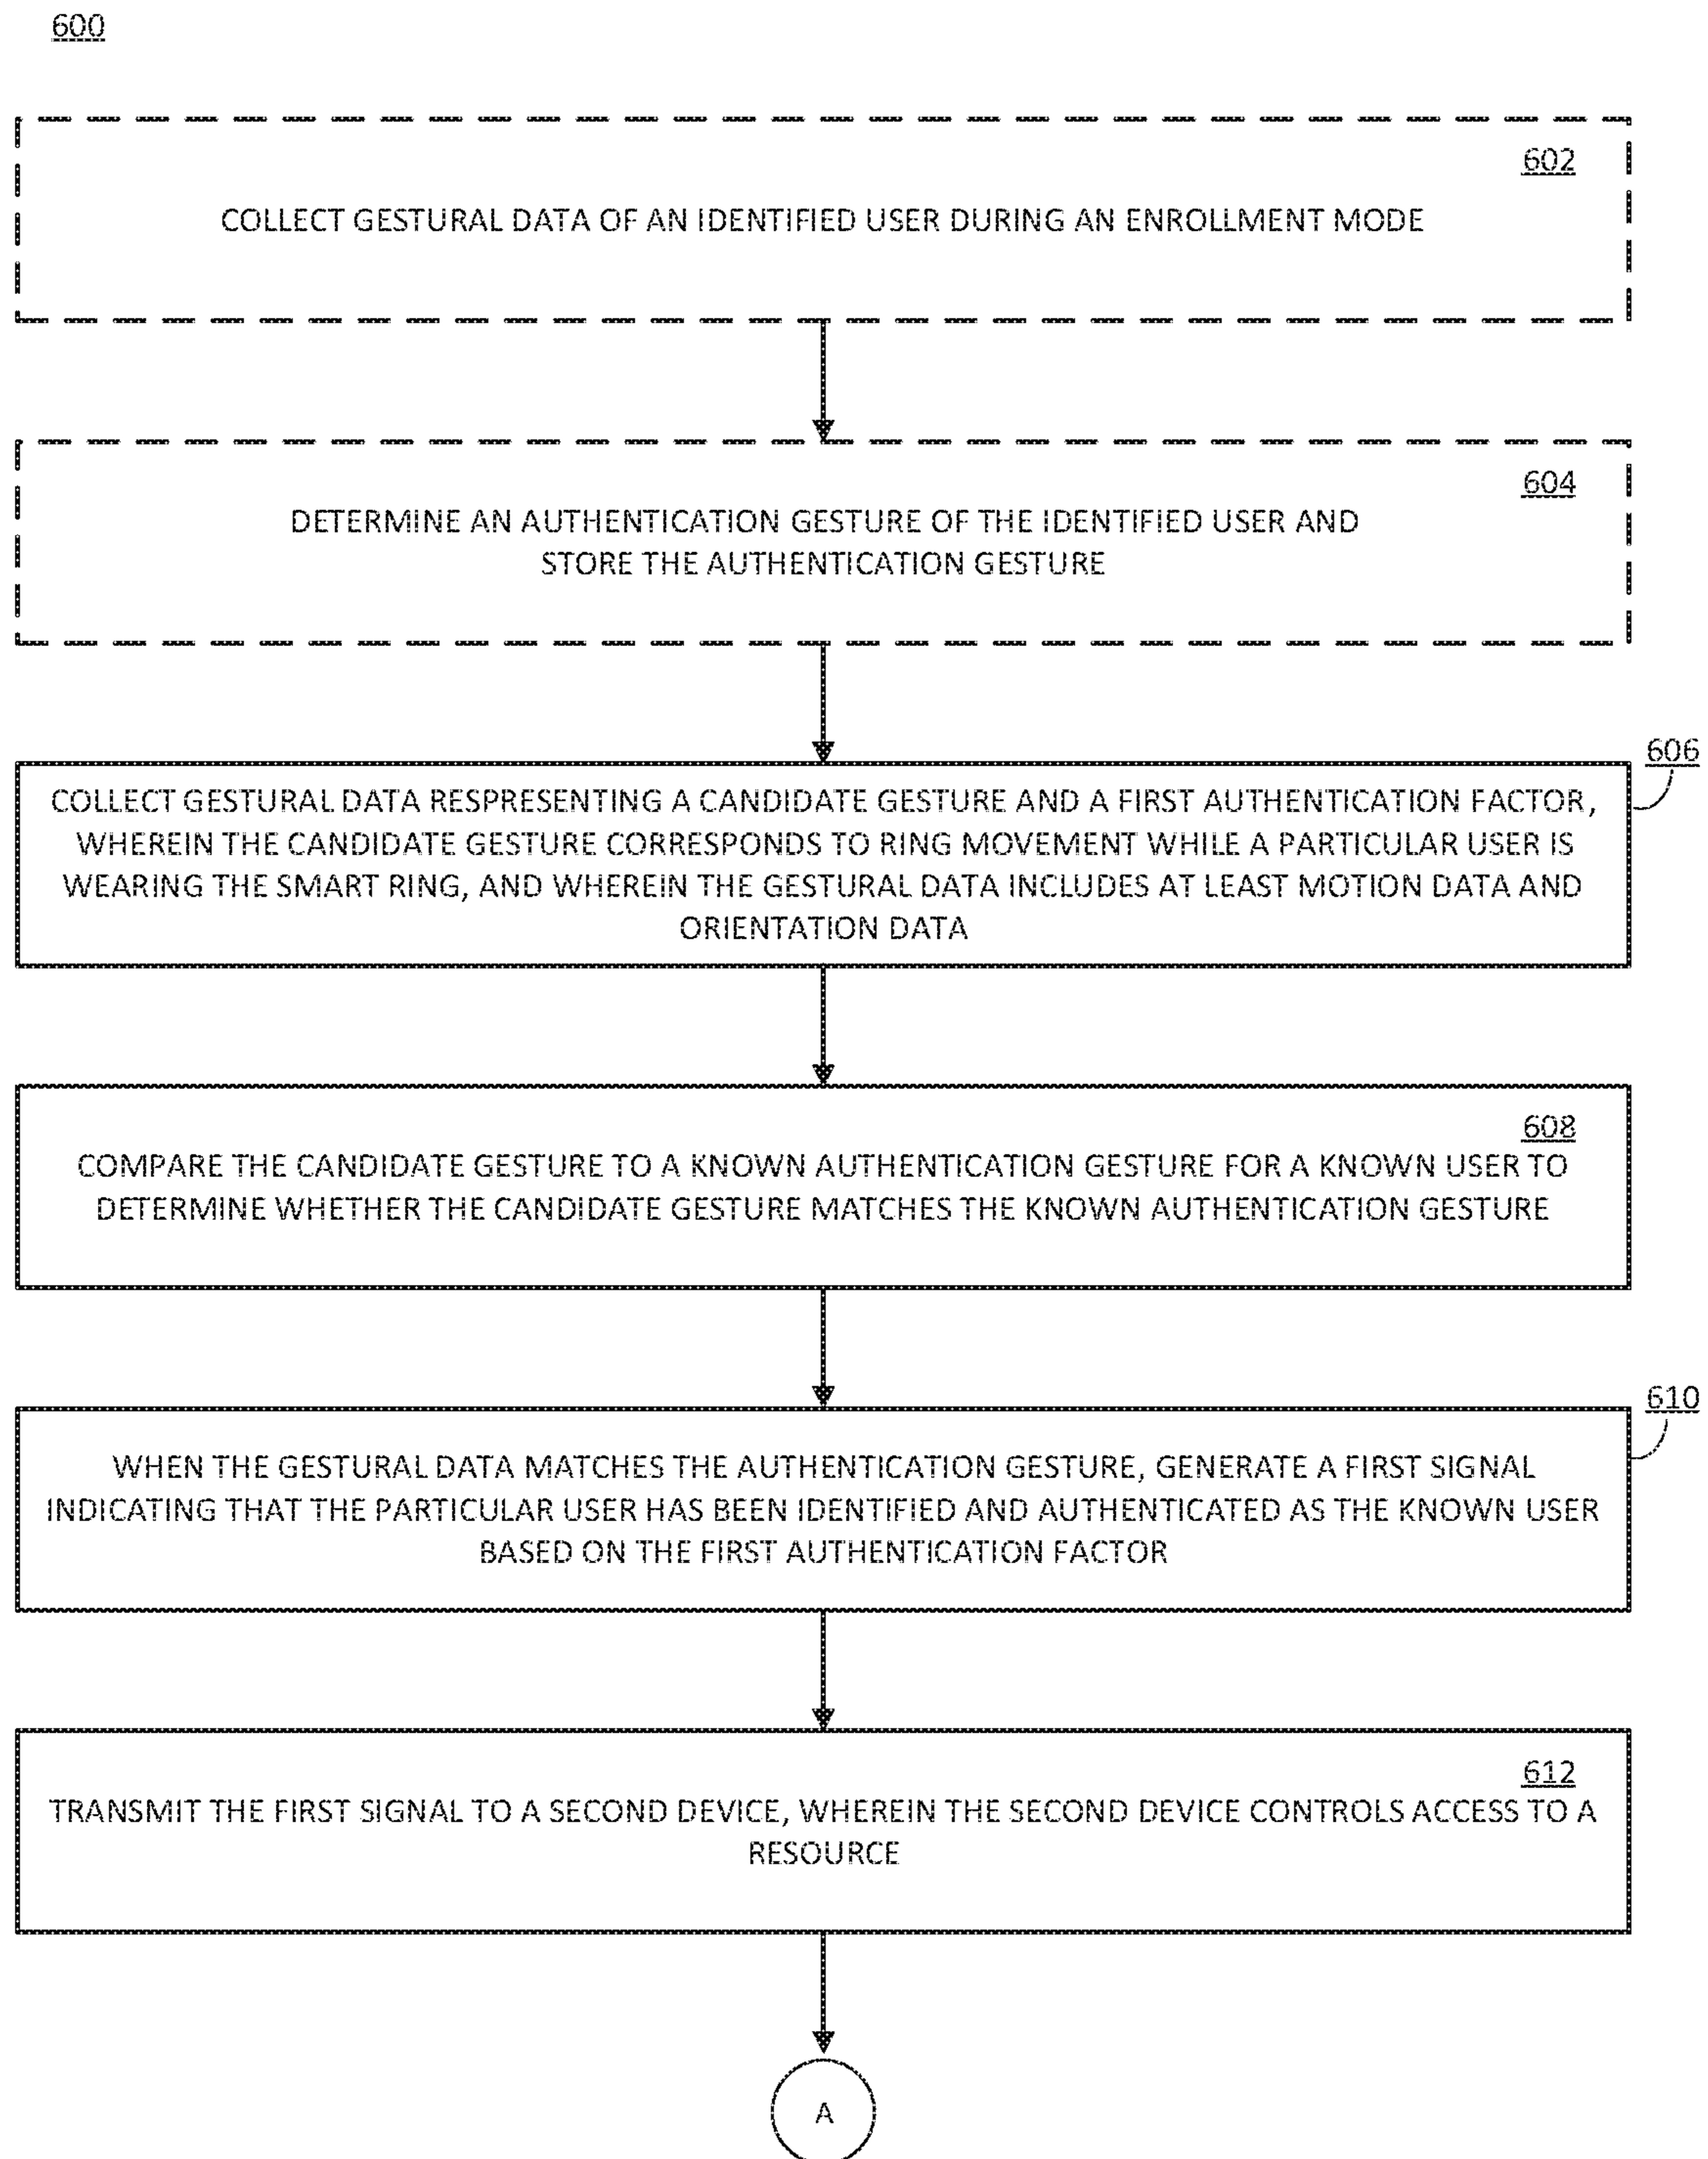 600
602
COLLECT GESTURAL DATA OF AN IDENTIFIED USER DURING AN ENROLLMENT MODE
604
DETERMINE AN AUTHENTICATION GESTURE OF THE IDENTIFIED USER AND
STORE THE AUTHENTICATION GESTURE
606
COLLECT GESTURAL DATA RESPRESENTING A CANDIDATE GESTURE AND A FIRST AUTHENTICATION FACTOR,
WHEREIN THE CANDIDATE GESTURE CORRESPONDS TO RING MOVEMENT WHILE A PARTICULAR USER IS
WEARING THE SMART RING, AND WHEREIN THE GESTURAL DATA INCLUDES AT LEAST MOTION DATA AND
ORIENTATION DATA
608
COMPARE THE CANDIDATE GESTURE TO A KNOWN AUTHENTICATION GESTURE FOR A KNOWN USER TO
DETERMINE WHETHER THE CANDIDATE GESTURE MATCHES THE KNOWN AUTHENTICATION GESTURE
610
WHEN THE GESTURAL DATA MATCHES THE AUTHENTICATION GESTURE, GENERATE A FIRST SIGNAL
INDICATING THAT THE PARTICULAR USER HAS BEEN IDENTIFIED AND AUTHENTICATED AS THE KNOWN USER
BASED ON THE FIRST AUTHENTICATION FACTOR
612
TRANSMIT THE FIRST SIGNAL TO A SECOND DEVICE, WHEREIN THE SECOND DEVICE CONTROLS ACCESS TO A
RESOURCE
A